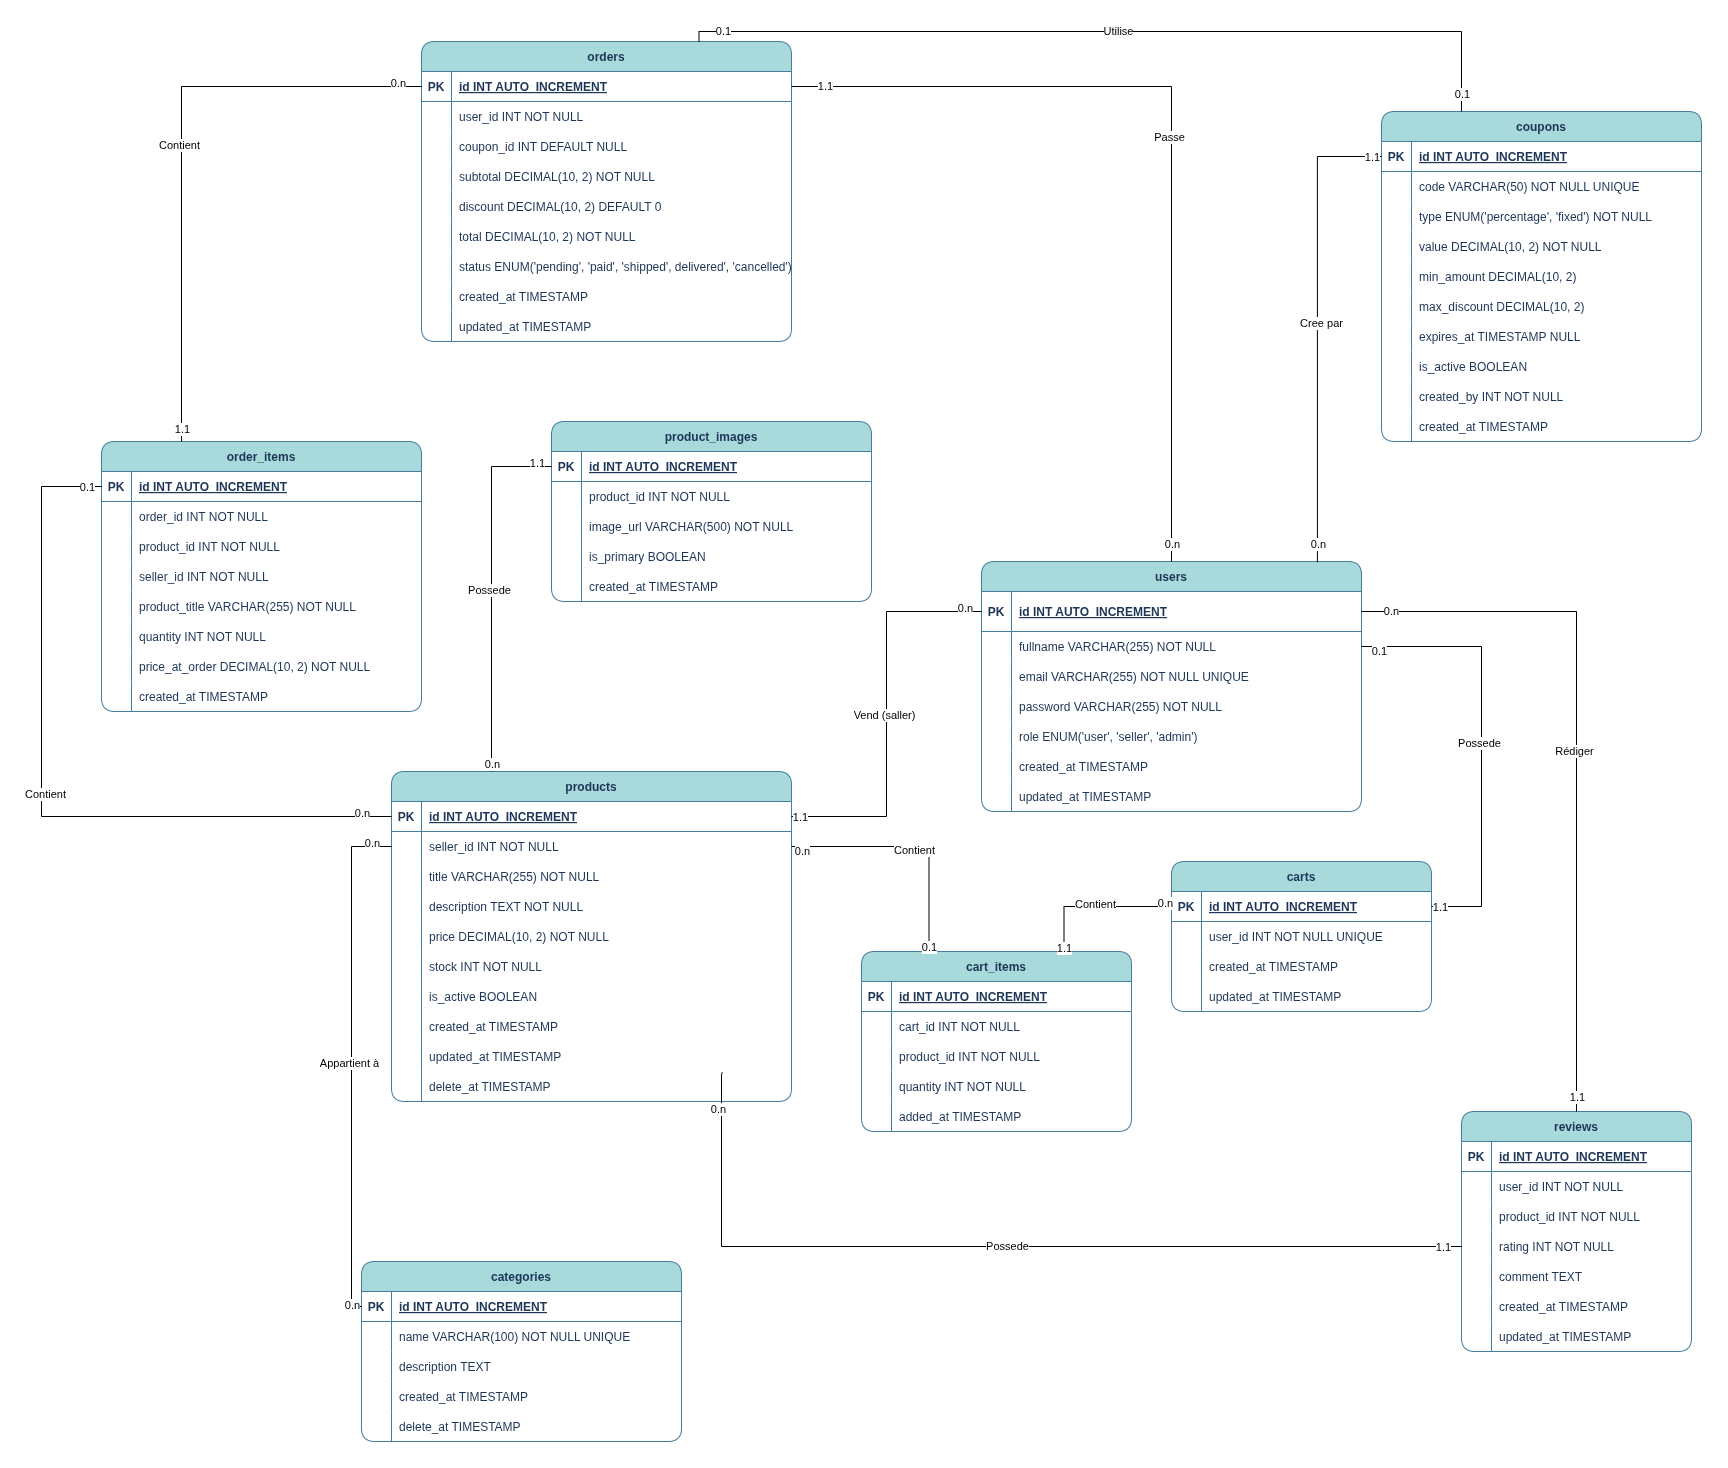 0.1
Utilise
orders
0.n
PK
id INT AUTO_INCREMENT
1.1
user_id INT NOT NULL
coupon_id INT DEFAULT NULL
subtotal DECIMAL(10, 2) NOT NULL
discount DECIMAL(10, 2) DEFAULT 0
total DECIMAL(10, 2) NOT NULL
status ENUM('pending', 'paid', 'shipped', delivered', 'cancelled')
created_at TIMESTAMP
updated_at TIMESTAMP
Contient
1.1
Passe
0.n
0.1
coupons
1.1
PK
id INT AUTO_INCREMENT
code VARCHAR(50) NOT NULL UNIQUE
type ENUM('percentage', 'fixed') NOT NULL
value DECIMAL(10, 2) NOT NULL
min_amount DECIMAL(10, 2)
max_discount DECIMAL(10, 2)
expires_at TIMESTAMP NULL
is_active BOOLEAN
created_by INT NOT NULL
created_at TIMESTAMP
Cree par
0.n
order_items
0.1
PK
id INT AUTO_INCREMENT
order_id INT NOT NULL
product_id INT NOT NULL
seller_id INT NOT NULL
product_title VARCHAR(255) NOT NULL
quantity INT NOT NULL
price_at_order DECIMAL(10, 2) NOT NULL
created_at TIMESTAMP
Contient
0.n
product_images
1.1
PK
id INT AUTO_INCREMENT
product_id INT NOT NULL
image_url VARCHAR(500) NOT NULL
is_primary BOOLEAN
created_at TIMESTAMP
Possede
0.n
users
0.n
PK
id INT AUTO_INCREMENT
0.n
fullname VARCHAR(255) NOT NULL
0.1
email VARCHAR(255) NOT NULL UNIQUE
password VARCHAR(255) NOT NULL
role ENUM('user', 'seller', 'admin')
created_at TIMESTAMP
updated_at TIMESTAMP
Vend (saller)
Possede
Rédiger
products
PK
id INT AUTO_INCREMENT
1.1
0.n
seller_id INT NOT NULL
0.n
title VARCHAR(255) NOT NULL
description TEXT NOT NULL
price DECIMAL(10, 2) NOT NULL
stock INT NOT NULL
is_active BOOLEAN
created_at TIMESTAMP
updated_at TIMESTAMP
delete_at TIMESTAMP
0.n
Contient
0.1
Contient
0.n
1.1
carts
PK
id INT AUTO_INCREMENT
1.1
user_id INT NOT NULL UNIQUE
created_at TIMESTAMP
updated_at TIMESTAMP
cart_items
PK
id INT AUTO_INCREMENT
cart_id INT NOT NULL
product_id INT NOT NULL
quantity INT NOT NULL
added_at TIMESTAMP
Appartient à
0.n
1.1
reviews
PK
id INT AUTO_INCREMENT
user_id INT NOT NULL
product_id INT NOT NULL
rating INT NOT NULL
comment TEXT
created_at TIMESTAMP
updated_at TIMESTAMP
Possede
1.1
categories
PK
id INT AUTO_INCREMENT
name VARCHAR(100) NOT NULL UNIQUE
description TEXT
created_at TIMESTAMP
delete_at TIMESTAMP